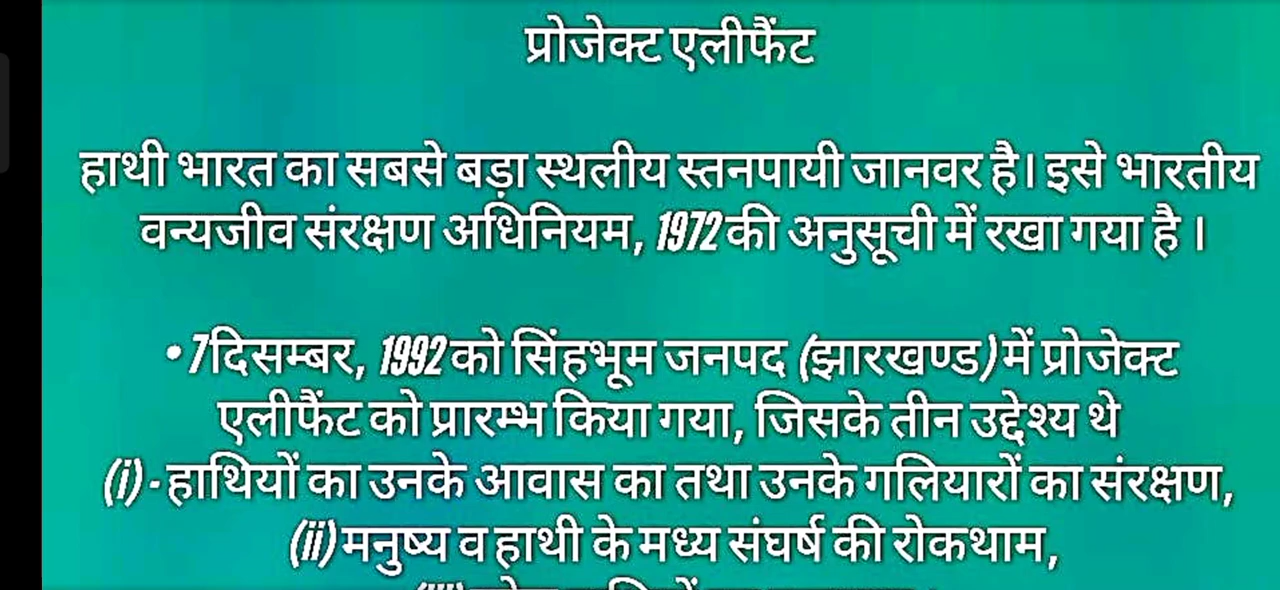 प्रोजेक्ट एलीफैंट
हाथी भारत का सबसे बड़ा स्थलीय स्तनपायी जानवर है। इसे भारतीय
वन्यजीव संरक्षण अधिनियम, 1972 की अनुसूची में रखा गया है ।
• 7 दिसम्बर, 1992 को सिंहभूम जनपद (झारखण्ड) में प्रोजेक्ट
एलीफैंट को प्रारम्भ किया गया, जिसके तीन उद्देश्य थे
(i) - हाथियों का उनके आवास का तथा उनके गलियारों का संरक्षण,
(ii) मनुष्य व हाथी के मध्य संघर्ष की रोकथाम,